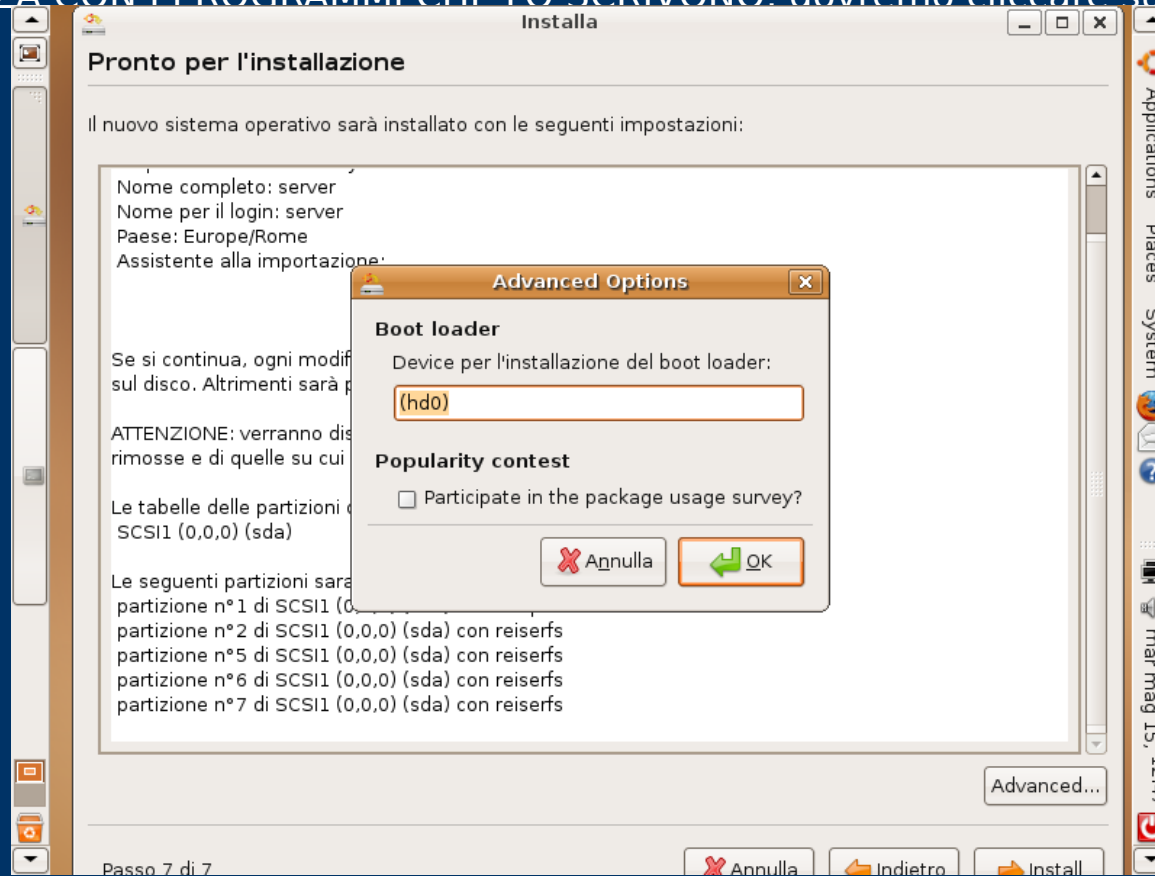 Installa
Pronto per l'installazione
Il nuovo sistema operativo sarà installato con le seguenti impostazioni:
Nome completo: server
Nome per il login: server
Paese: Europe/Rome
Assistente alla importazione:
Se si continua, ogni
sul disco. Altrimenti sarà
ATTENZIONE: verranno
rimosse e di quelle su cui
Le tabelle delle partizioni
SCSI1 (0,0,0) (sda)
Le seguenti partizioni
partizione n°1 di SCSI1
partizione n°2 di SCSI1 (0,0,0) (sda) con reiserfs
partizione n°5 di SCSI1 (0,0,0) (sda) con reiserfs
partizione n°6 di SCSI1 (0,0,0) (sda) con reiserfs
partizione n°7 di SCSI1 (0,0,0) (sda) con reiserfs
Advanced Options
Boot loader
Device per l'installazione del boot loader:
(hd0)
Popularity contest
Participate in the package usage survey?
Annulla
OK
Advanced...
Passo 7 di 7
Annulla
Indietro
Install
Applications
Places
System
mar mag 15,